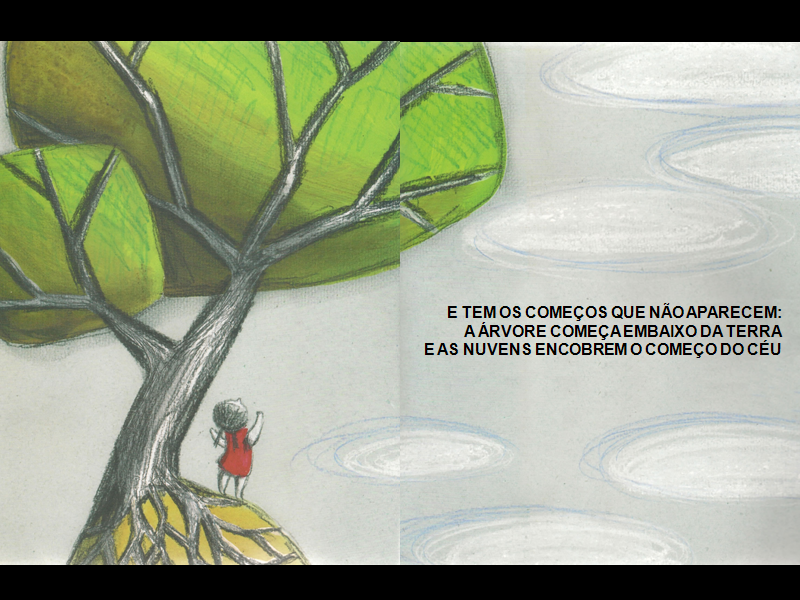 E TEM OS COMEÇOS QUE NÃO APARECEM:
A ÁRVORE COMEÇA EMBAIXO DA TERRA
E AS NUVENS ENCOBREM O COMEÇO DO CÉU